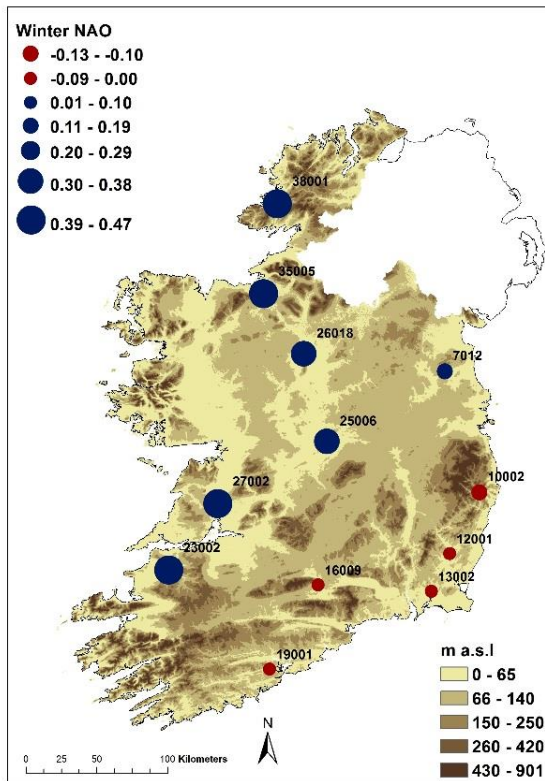 Winter NAO
-0.13 - -0.10
-0.09 - 0.00
0.01 - 0.10
0.11 - 0.19
0.20 - 0.29
0.30 - 0.38
0.39 - 0.47
38001
35005
26018
7012
25006
10002
27002
12001
23002
16009
13002
19001
m a.s.l
0 - 65
66 - 140
150 - 250
260 - 420
430 - 901
N
0 25 50 100 Kilometers